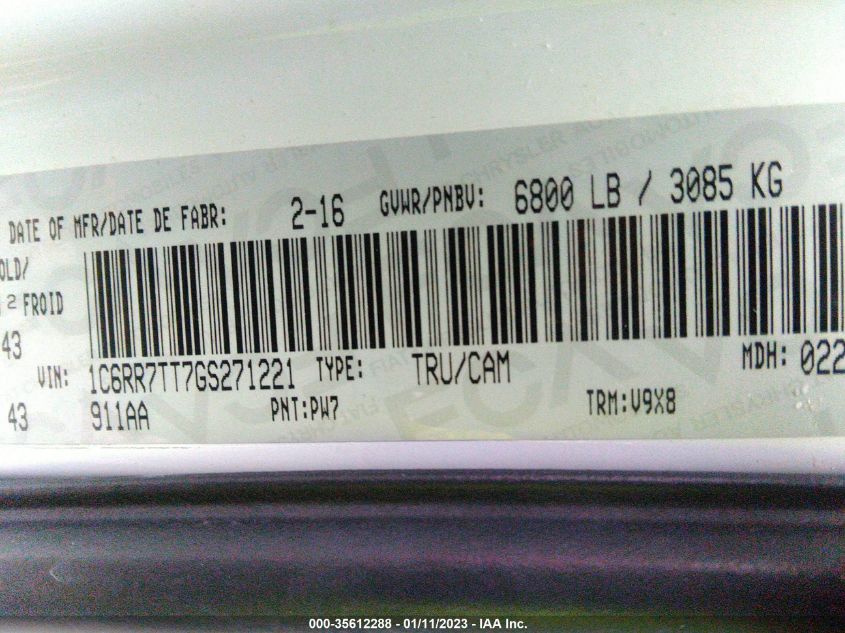 DATE OF MFR/DATE DE FABR: 2-16 GVWR/PNBV: 6800 LB / 3085 KG
OLD/
2 FROID
43
VIN: 1C6RR7TT7GS271221 TYPE: TRU/CAM MDH: 022
43 911AA PNT:PW7 TRM:V9X8
000-35612288 - 01/11/2023 - IAA Inc.